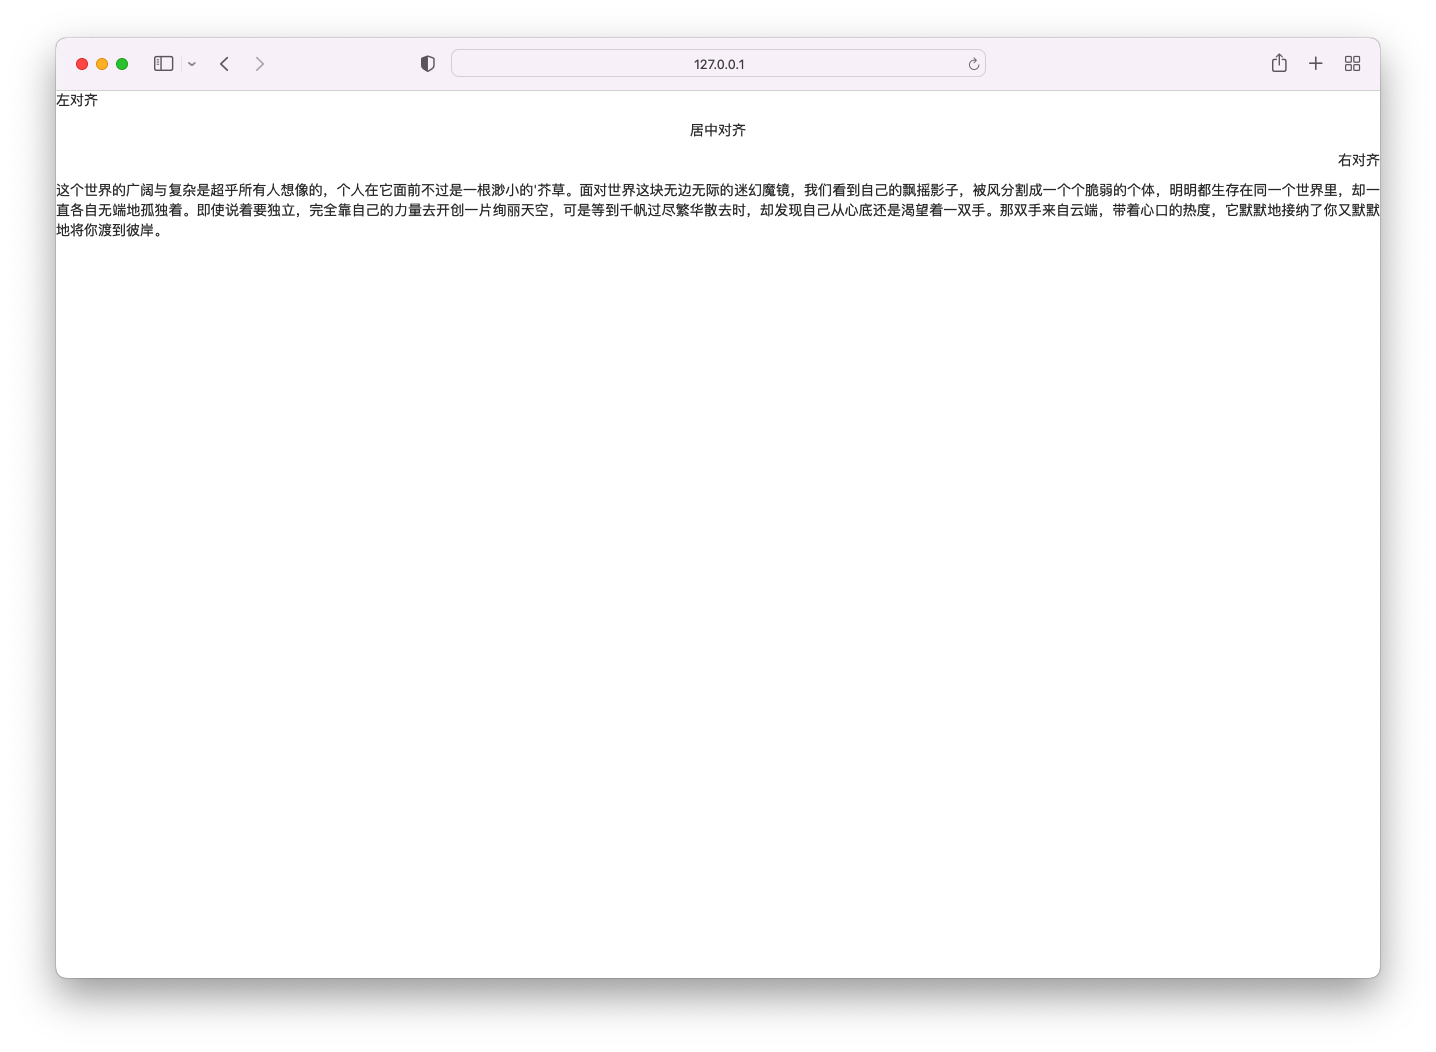 127.0.0.1
左对齐
居中对齐
右对齐
这个世界的广阔与复杂是超乎所有人想像的，个人在它面前不过是一根渺小的'芥草。面对世界这块无边无际的迷幻魔镜，我们看到自己的飘摇影子，被风分割成一个个脆弱的个体，明明都生存在同一个世界里，却一
直各自无端地孤独着。即使说着要独立，完全靠自己的力量去开创一片绚丽天空，可是等到千帆过尽繁华散去时，却发现自己从心底还是渴望着一双手。那双手来自云端，带着心口的热度，它默默地接纳了你又默默
地将你渡到彼岸。